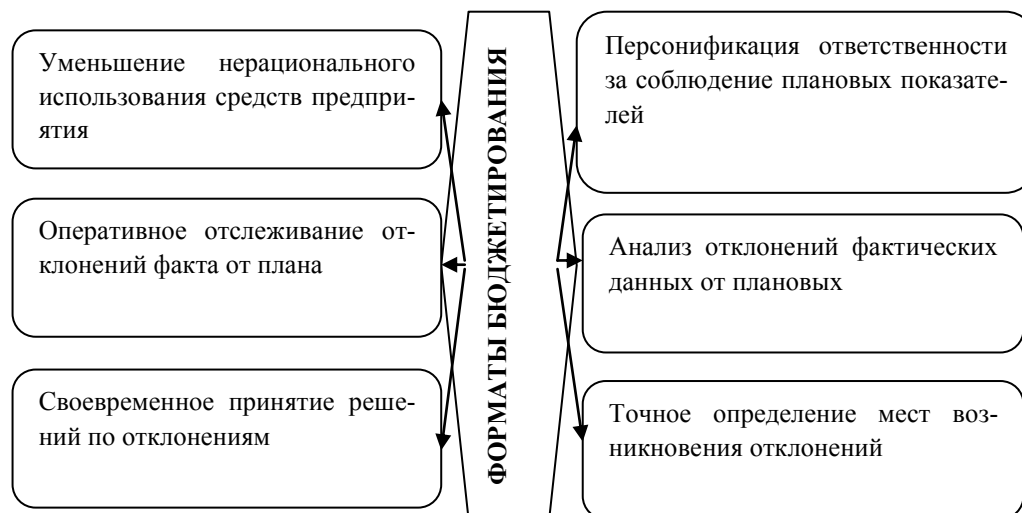 Уменьшение нерационального
использования средств предпри-
ятия
Оперативное отслеживание от-
клонений факта от плана
Своевременное принятие реше-
ний по отклонениям
ФОРМАТЫ БЮДЖЕТИРОВАНИЯ
Персонификация ответственности
за соблюдение плановых показате-
лей
Анализ отклонений фактических
данных от плановых
Точное определение мест воз-
никновения отклонений